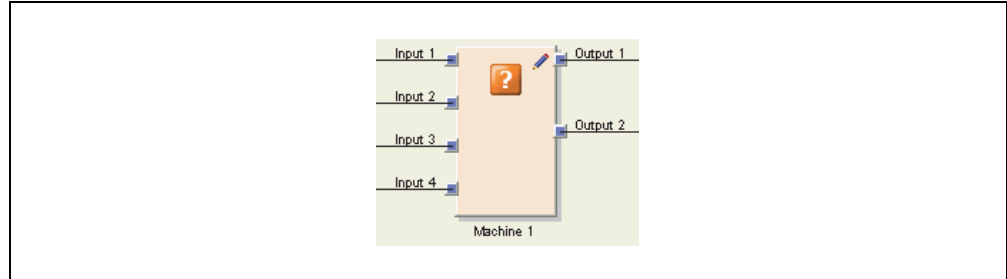 Input 1
Output 1
?
Input 2
Output 2
Input 3
Input 4
Machine 1